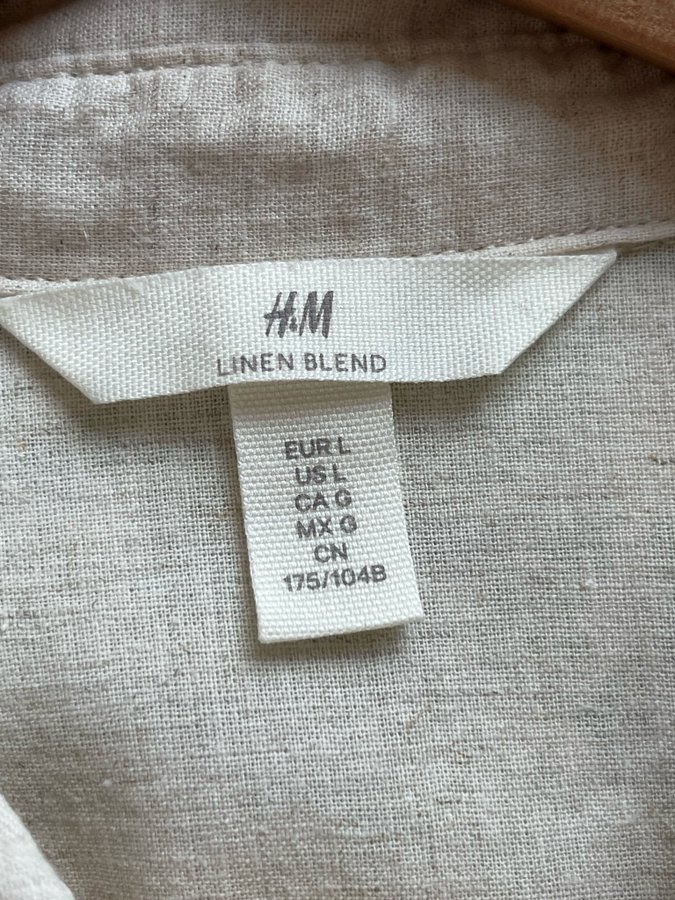 H&M
LINEN BLEND
EUR L
US L
CA G
MX G
CN
175/104B